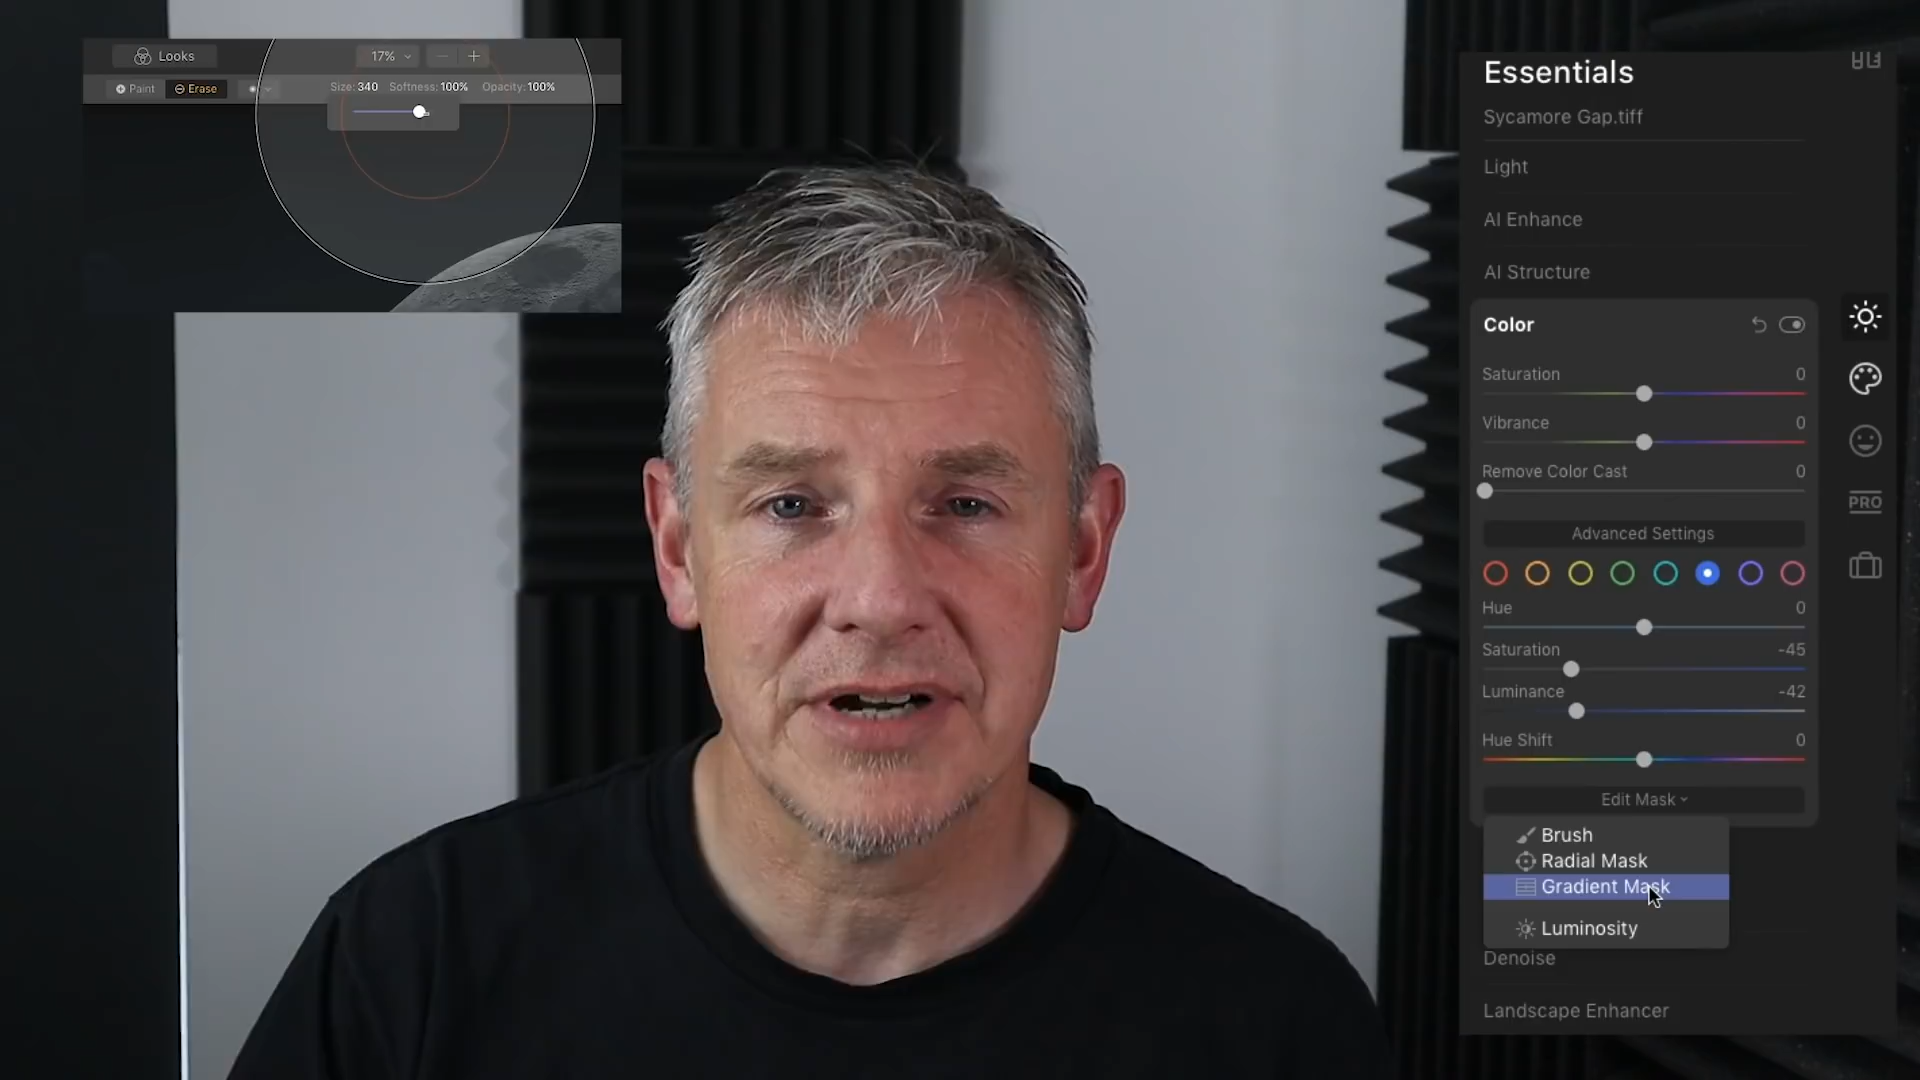 Looks
17%
Paint
Erase
Size: 340 Softness: 100% Opacity: 100%
Essentials
Sycamore Gap.tiff
Light
AI Enhance
AI Structure
Color
Saturation 0
Vibrance 0
Remove Color Cast 0
Advanced Settings
Hue 0
Saturation -45
Luminance -42
Hue Shift 0
Edit Mask
Brush
Radial Mask
Gradient Mask
Luminosity
Denoise
Landscape Enhancer
PRO